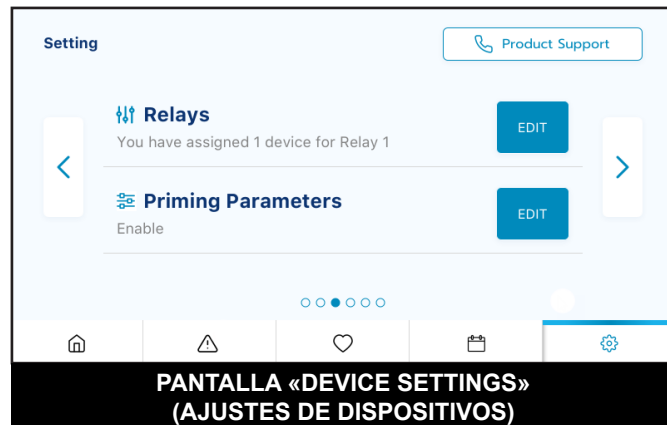 Setting
Product Support
Relays
You have assigned 1 device for Relay 1
EDIT
Priming Parameters
Enable
EDIT
PANTALLA «DEVICE SETTINGS»
(AJUSTES DE DISPOSITIVOS)